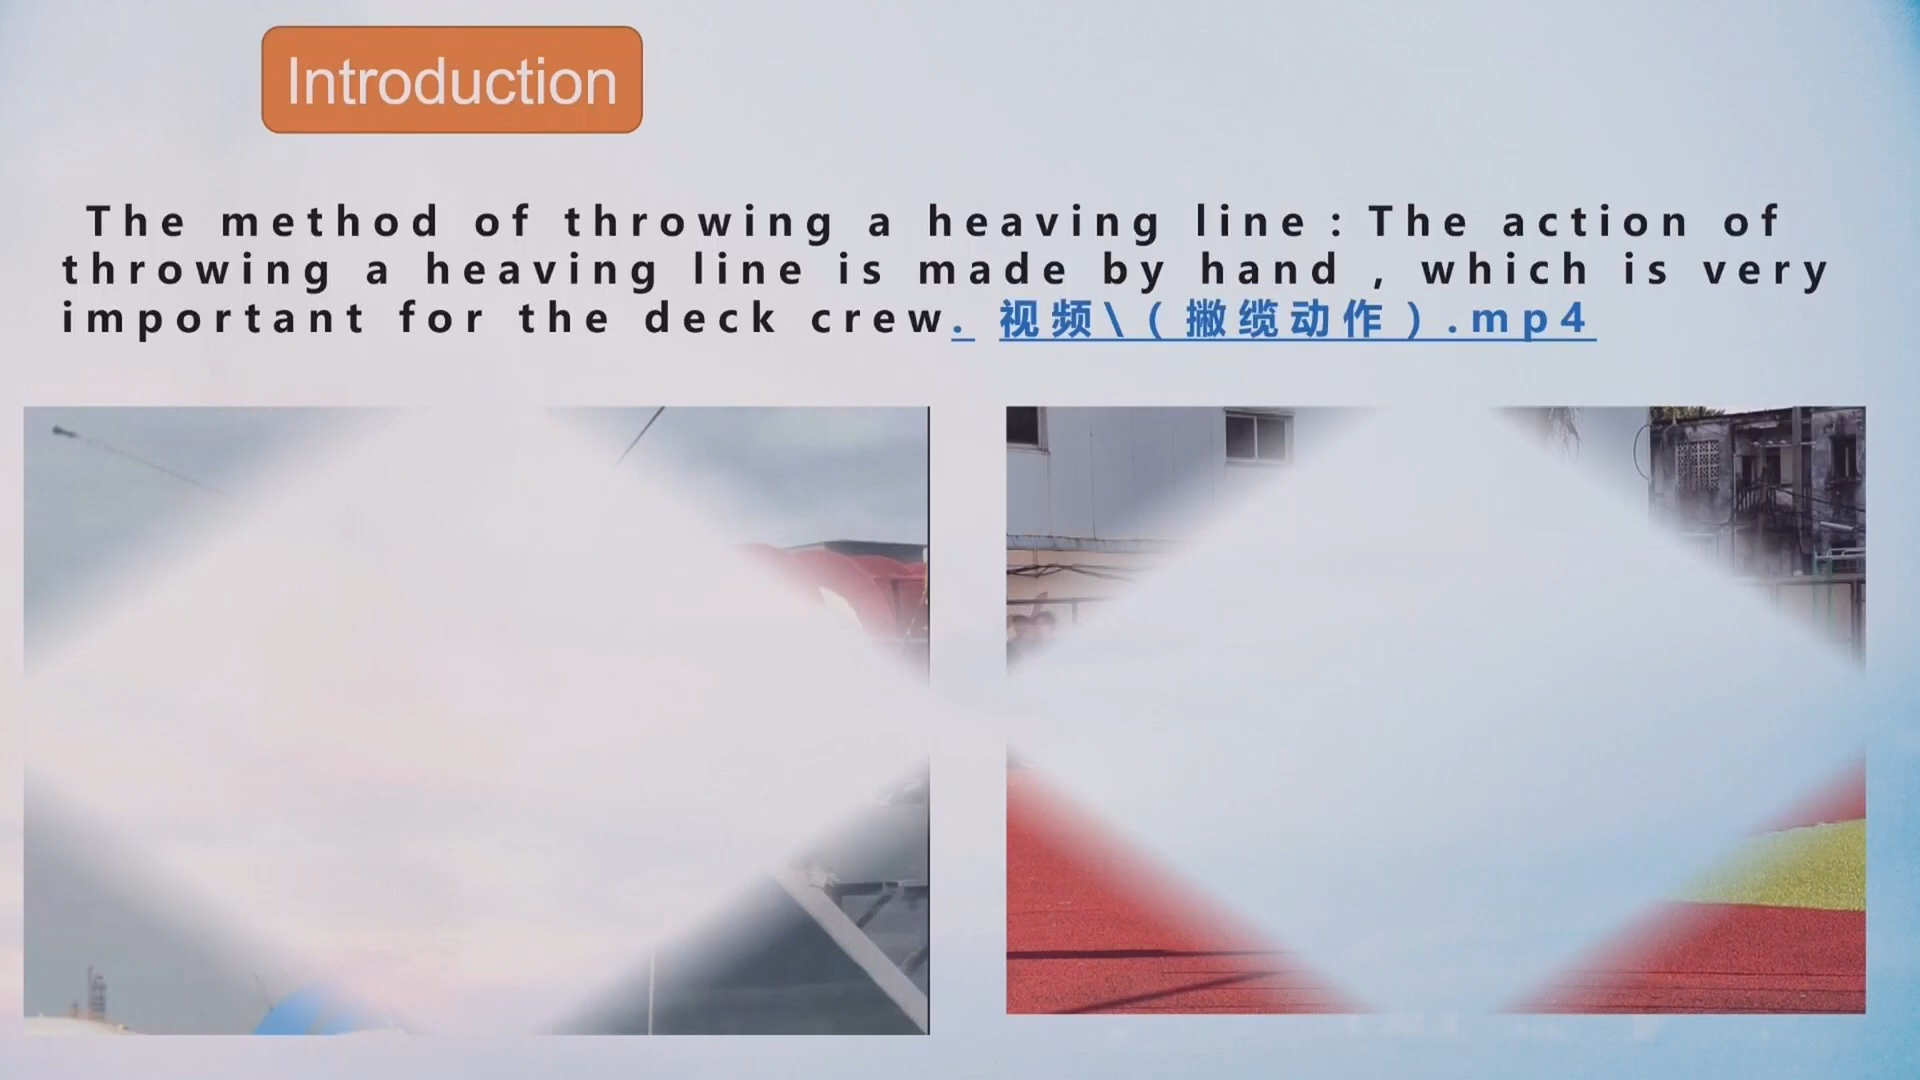 Introduction
The method of throwing a heaving line : The action of
throwing a heaving line is made by hand , which is very
important for the deck crew. 视频\（撇缆动作）.mp4